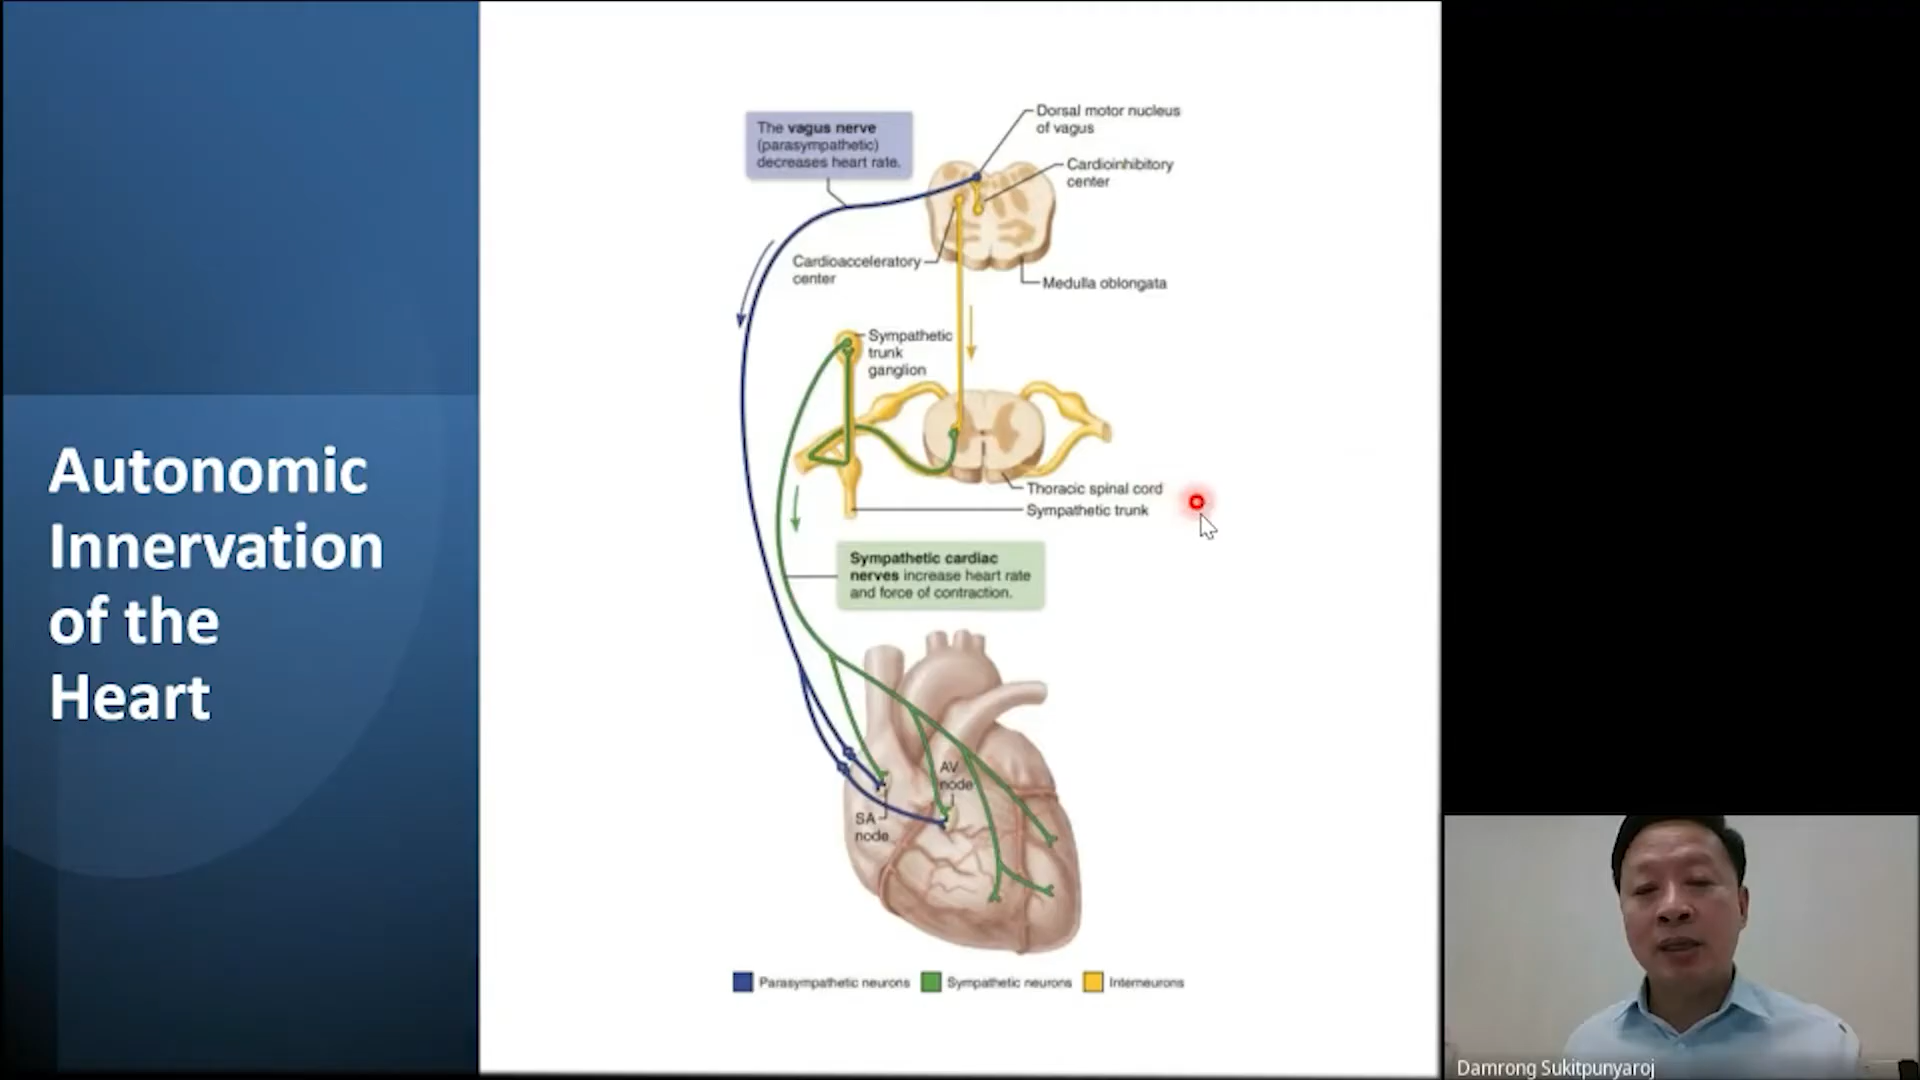 Autonomic
Innervation
of the
Heart
The vagus nerve
(parasympathetic)
decreases heart rate.
Dorsal motor nucleus
of vagus
Cardioinhibitory
center
Cardioacceleratory
center
Medulla oblongata
Sympathetic
trunk
ganglion
Thoracic spinal cord
Sympathetic trunk
Sympathetic cardiac
nerves increase heart rate
and force of contraction.
AV
node
SA
node
Parasympathetic neurons
Sympathetic neurons
Interneurons
Damrong Sukitpunyaroj